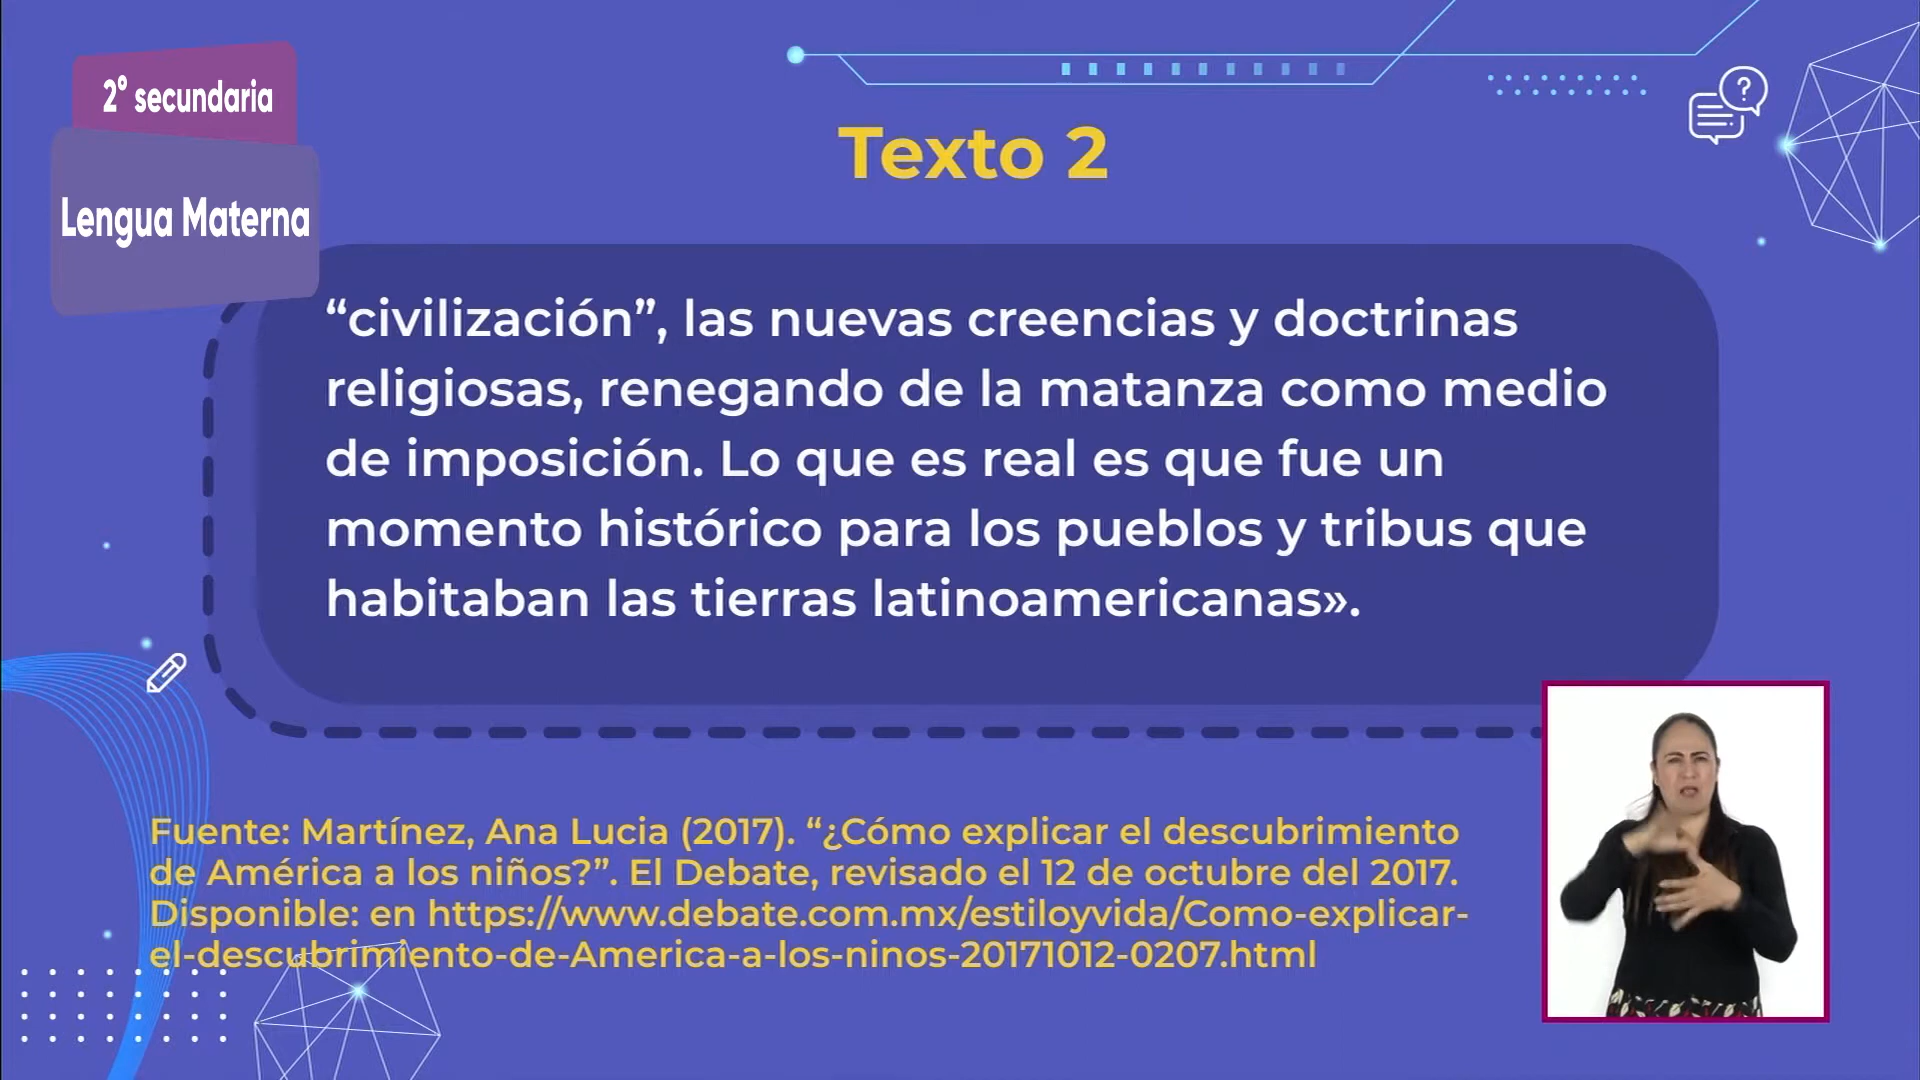 2° secundaria
Lengua Materna
Texto 2
“civilización”, las nuevas creencias y doctrinas
religiosas, renegando de la matanza como medio
de imposición. Lo que es real es que fue un
momento histórico para los pueblos y tribus que
habitaban las tierras latinoamericanas».
Fuente: Martínez, Ana Lucia (2017). “¿Cómo explicar el descubrimiento
de América a los niños?”. El Debate, revisado el 12 de octubre del 2017.
Disponible: en https://www.debate.com.mx/estiloyvida/Como-explicar-
el-descubrimiento-de-America-a-los-ninos-20171012-0207.html